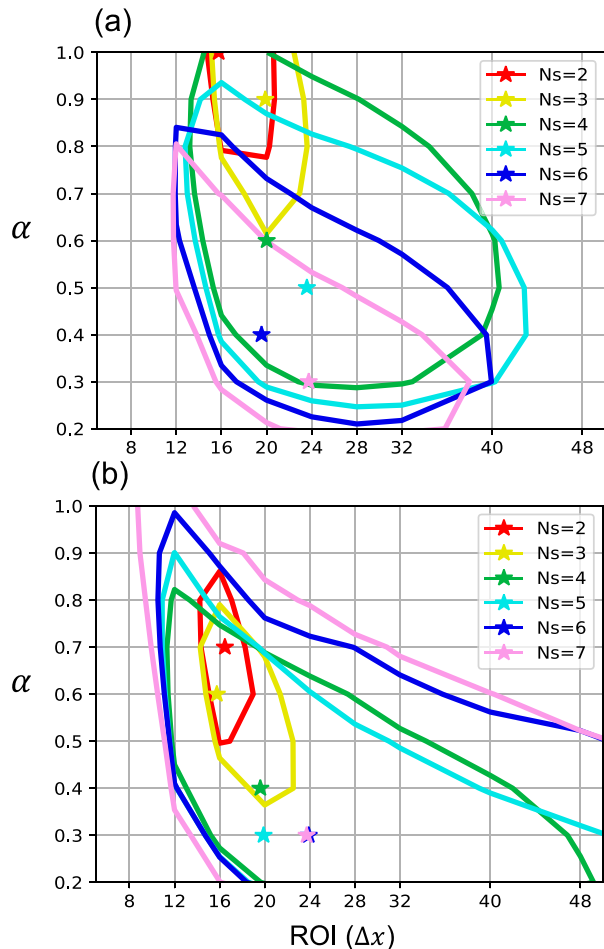 (a)
1.0
0.9
0.8
0.7
0.6
0.5
0.4
0.3
0.2
α
Ns=2
Ns=3
Ns=4
Ns=5
Ns=6
Ns=7
8 12 16 20 24 28 32 40 48
(b)
1.0
0.9
0.8
0.7
0.6
0.5
0.4
0.3
0.2
α
Ns=2
Ns=3
Ns=4
Ns=5
Ns=6
Ns=7
8 12 16 20 24 28 32 40 48
ROI (Δx)